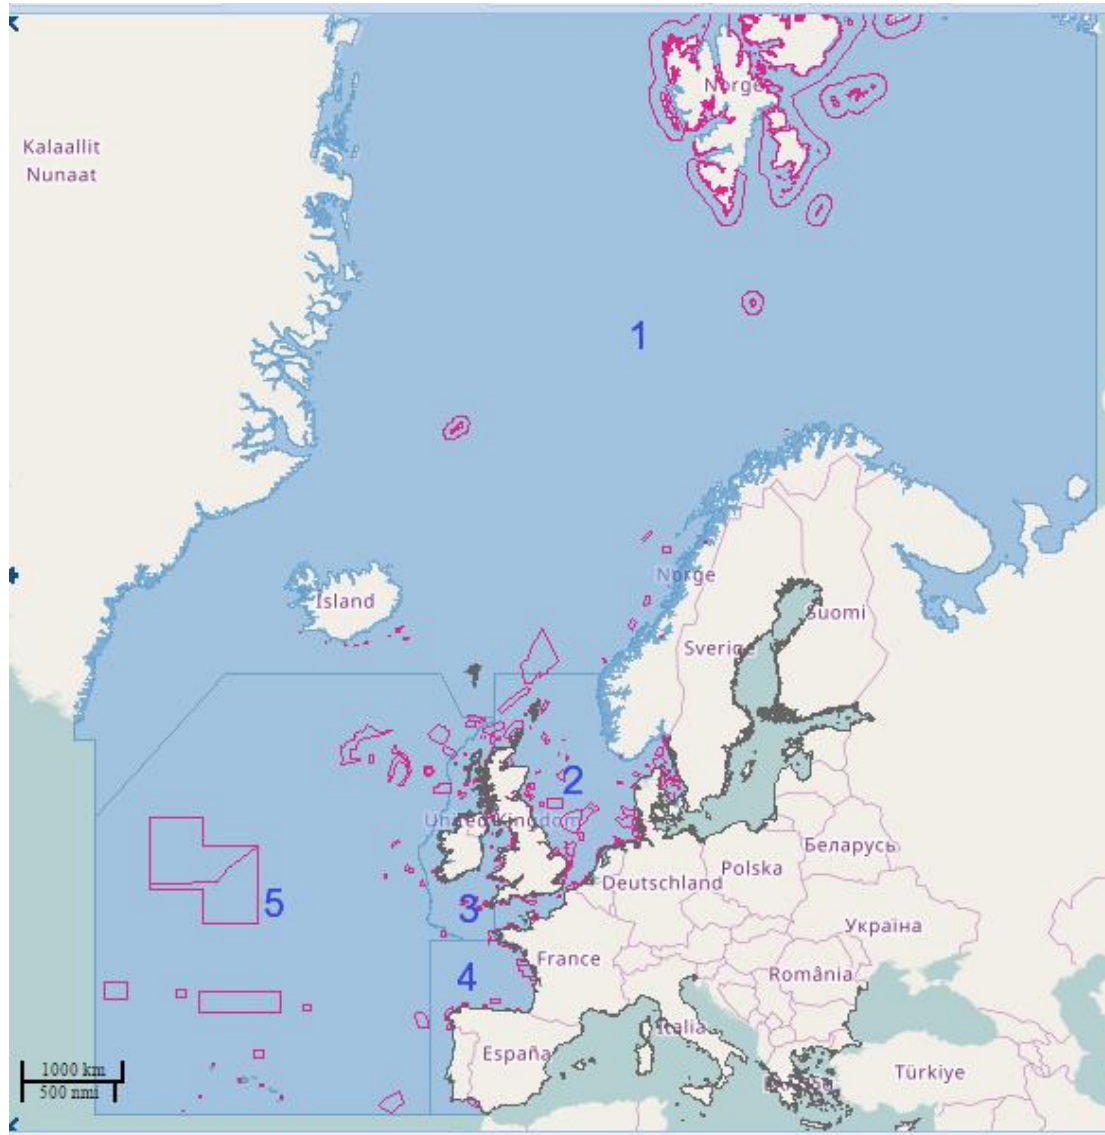 Norge
Kalaallit
Nunaat
1
Norge
Island
Suomi
Sverige
2
United Kingdom
Беларусь
Polska
Deutschland
5
3
Україна
France
4
România
Italia
España
Türkiye
1000 km
500 nmi